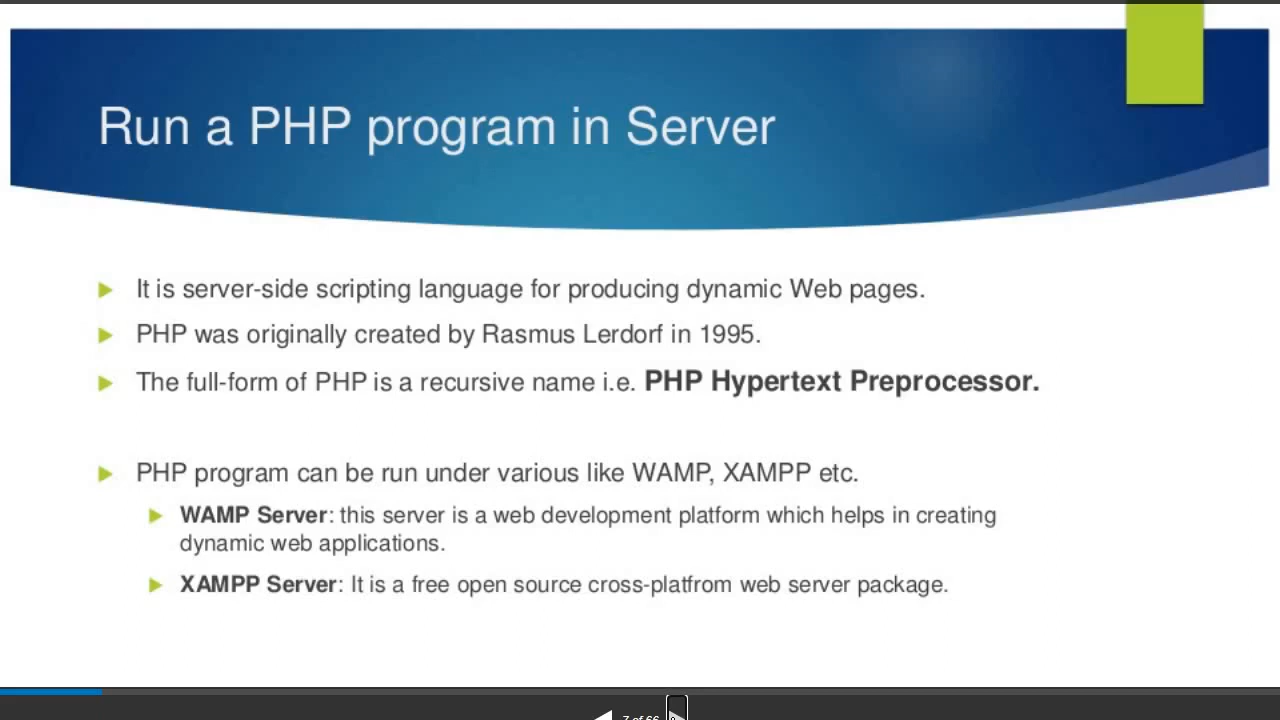 Run a PHP program in Server
It is server-side scripting language for producing dynamic Web pages.
PHP was originally created by Rasmus Lerdorf in 1995.
The full-form of PHP is a recursive name i.e. PHP Hypertext Preprocessor.
PHP program can be run under various like WAMP, XAMPP etc.
WAMP Server: this server is a web development platform which helps in creating
dynamic web applications.
XAMPP Server: It is a free open source cross-platfrom web server package.
7 of 66